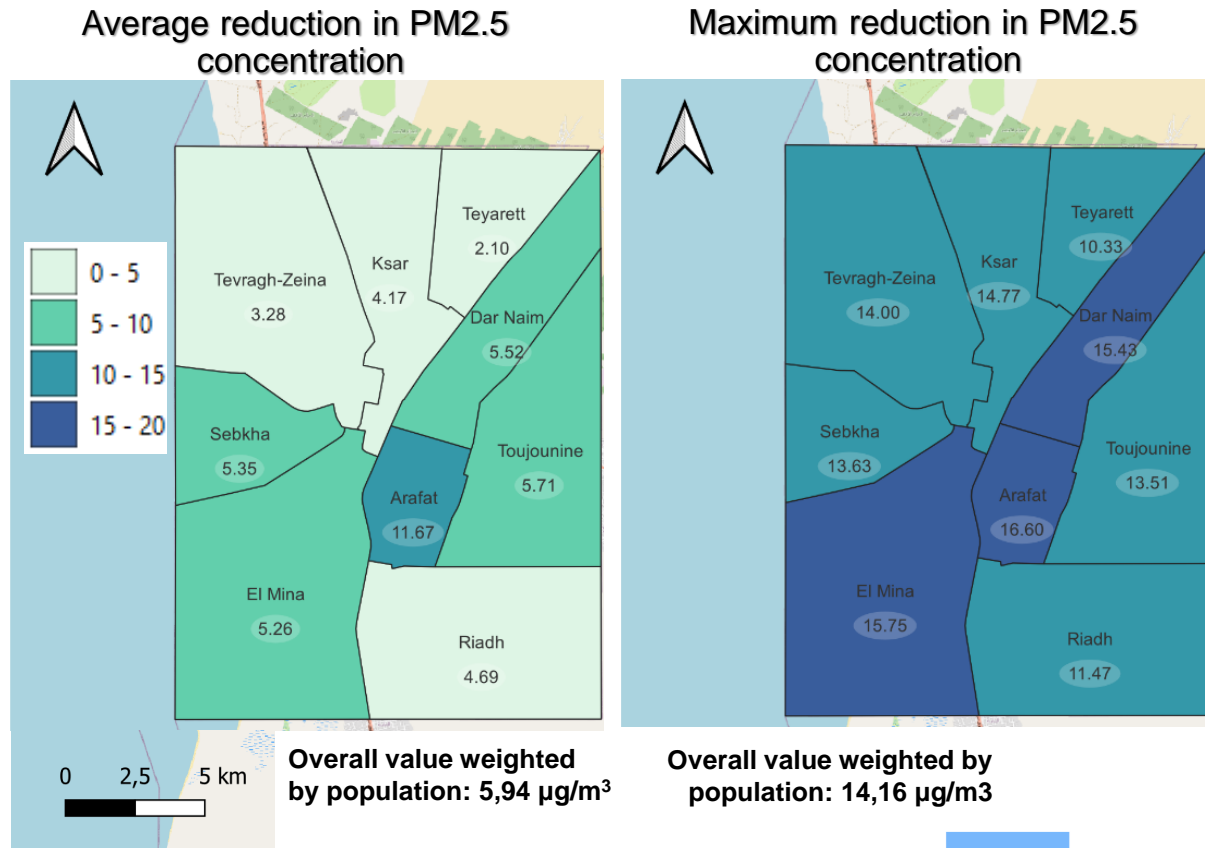 Average reduction in PM2.5
concentration
Maximum reduction in PM2.5
concentration
0 - 5
5 - 10
10 - 15
15 - 20
Teyarett
2.10
Ksar
4.17
Tevragh-Zeina
3.28
Dar Naim
5.52
Sebkha
5.35
Toujounine
5.71
Arafat
11.67
El Mina
5.26
Riadh
4.69
Teyarett
10.33
Ksar
14.77
Tevragh-Zeina
14.00
Dar Naim
15.43
Sebkha
13.63
Toujounine
13.51
Arafat
16.60
El Mina
15.75
Riadh
11.47
0 2,5 5 km
Overall value weighted
by population: 5,94 µg/m³
Overall value weighted by
population: 14,16 µg/m3